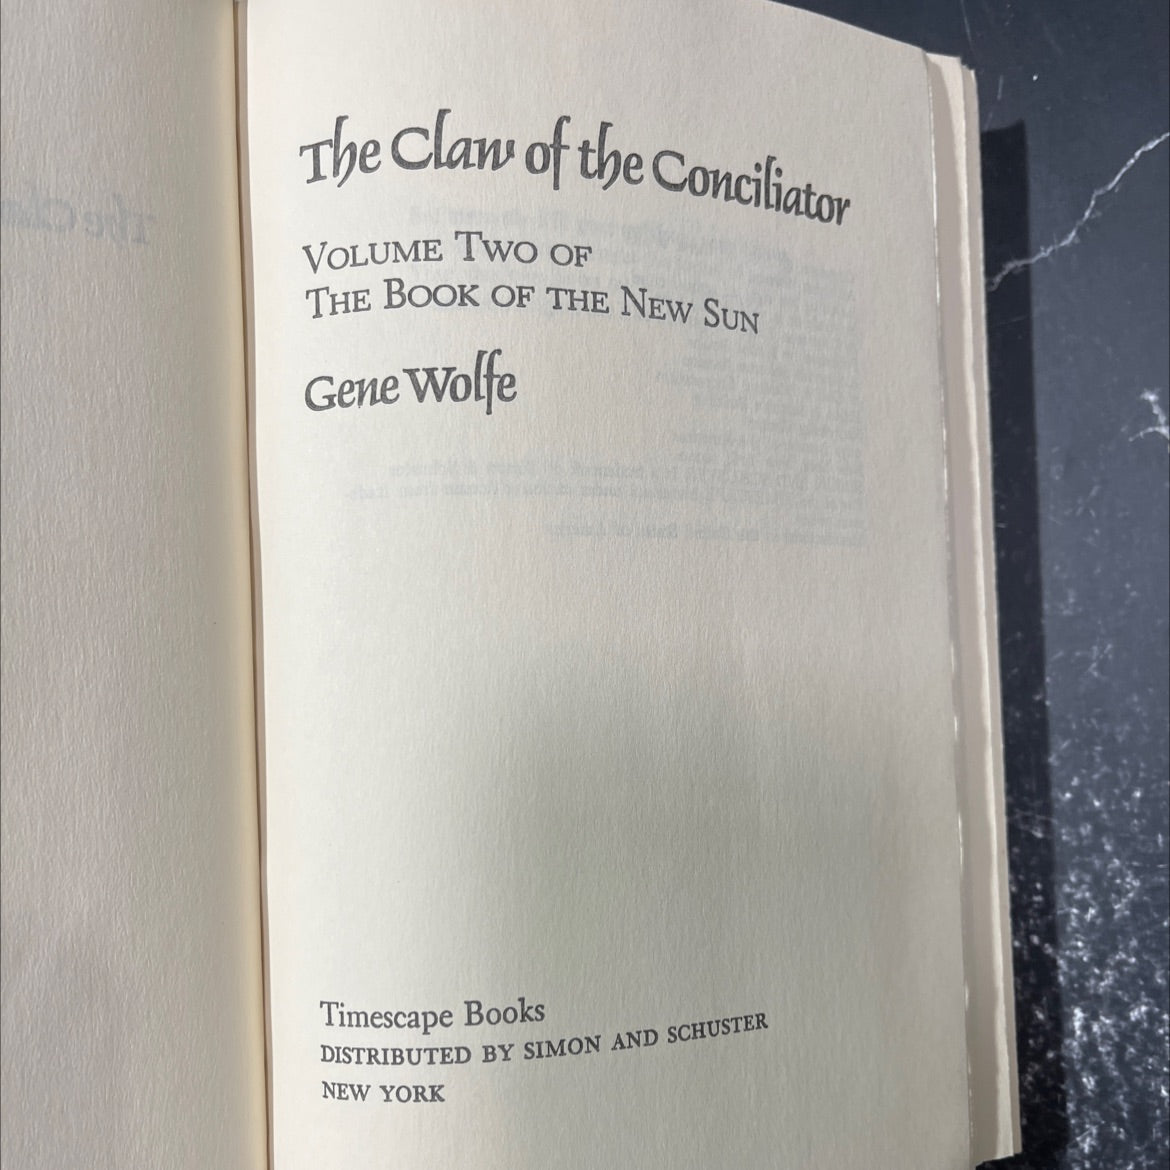 The Claw of the Conciliator
VOLUME TWO OF
THE BOOK OF THE NEW SUN
Gene Wolfe
Timescape Books
DISTRIBUTED BY SIMON AND SCHUSTER
NEW YORK